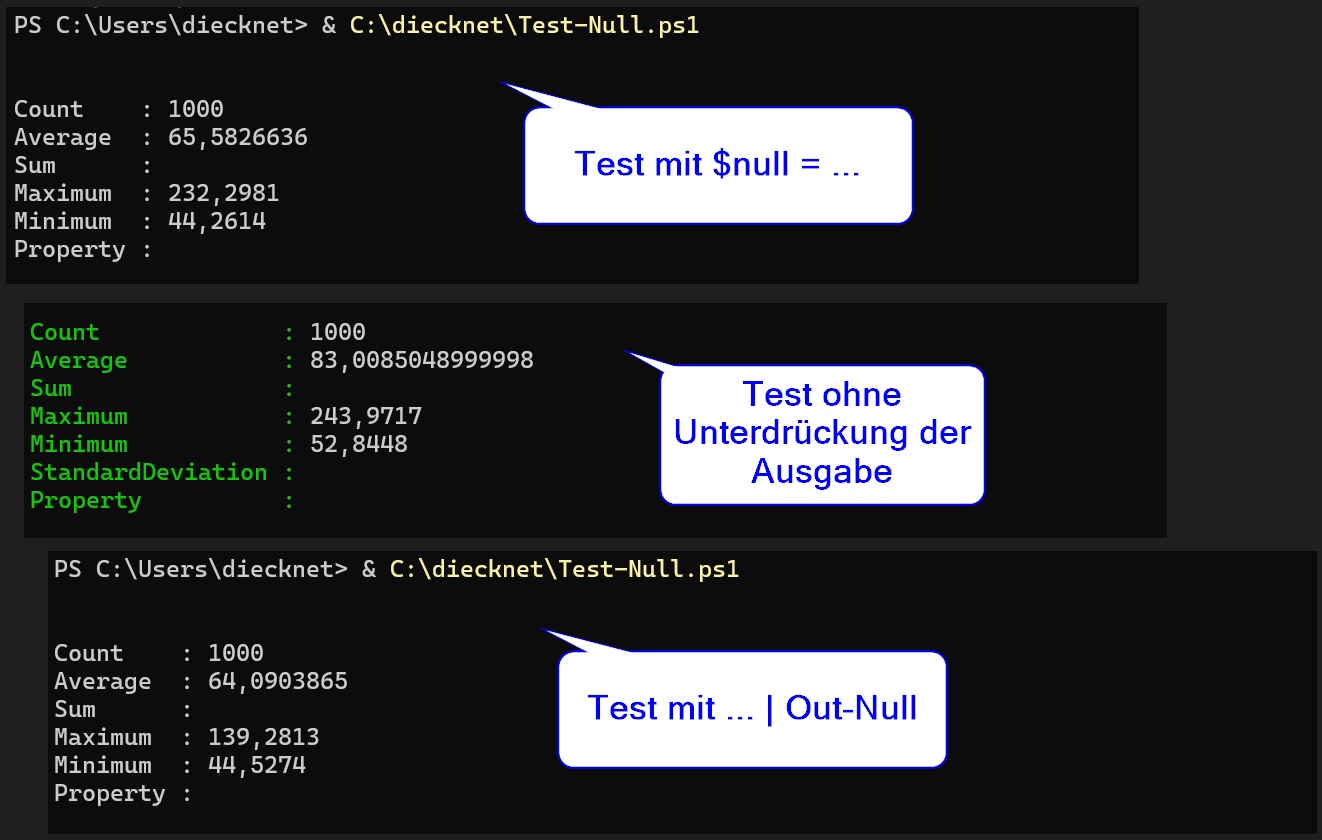 PS C:\Users\diecknet> & C:\diecknet\Test-Null.ps1
Count    : 1000
Average  : 65,5826636
Sum      :
Maximum  : 232,2981
Minimum  : 44,2614
Property :
Test mit $null = ...
Count             : 1000
Average           : 83,0085048999998
Sum               :
Maximum           : 243,9717
Minimum           : 52,8448
StandardDeviation :
Property          :
Test ohne
Unterdrückung der
Ausgabe
PS C:\Users\diecknet> & C:\diecknet\Test-Null.ps1
Count    : 1000
Average  : 64,0903865
Sum      :
Maximum  : 139,2813
Minimum  : 44,5274
Property :
Test mit ... | Out-Null